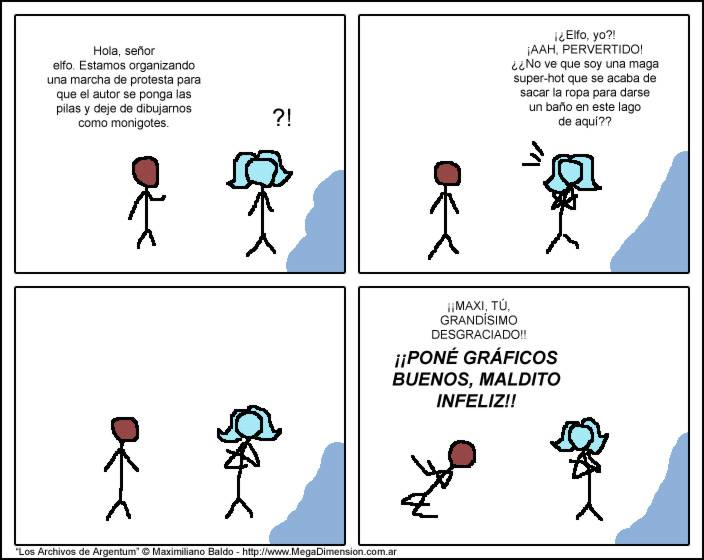 Hola, señor
elfo. Estamos organizando
una marcha de protesta para
que el autor se ponga las
pilas y deje de dibujarnos
como monigotes.
?!
¡¿Elfo, yo?!
¡AAH, PERVERTIDO!
¿¿No ve que soy una maga
super-hot que se acaba de
sacar la ropa para darse
un baño en este lago
de aquí??
¡¡MAXI, TÚ,
GRANDÍSIMO
DESGRACIADO!!
¡¡PONÉ GRÁFICOS
BUENOS, MALDITO
INFELIZ!!
"Los Archivos de Argentum" © Maximiliano Baldo - http://www.MegaDimension.com.ar